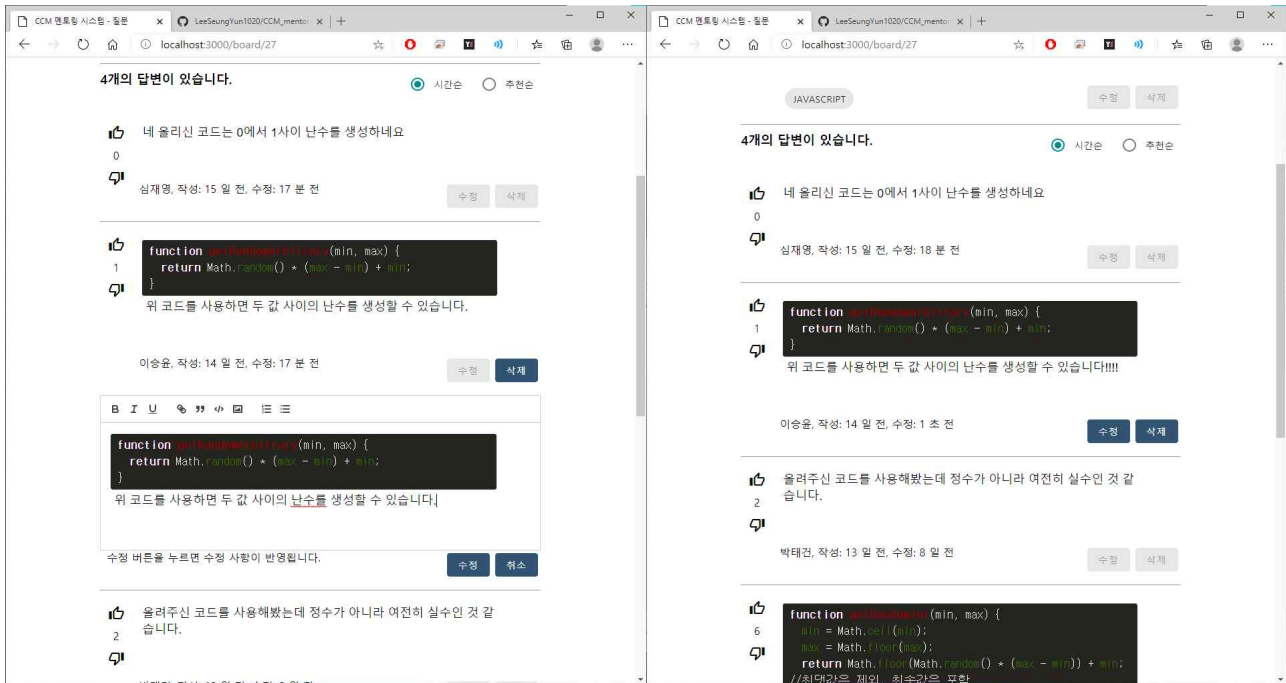 CCM 멘토링 시스템 - 질문
LeeSeungYun1020/CCM_mentor
localhost:3000/board/27
4개의 답변이 있습니다.
시간순
추천순
네 올리신 코드는 0에서 1사이 난수를 생성하네요
0
심재영, 작성: 15 일 전, 수정: 17 분 전
수정
삭제
function getRandomArbitrary(min, max) {
return Math.random() * (max - min) + min;
}
1
위 코드를 사용하면 두 값 사이의 난수를 생성할 수 있습니다.
이승윤, 작성: 14 일 전, 수정: 17 분 전
수정
삭제
B I U
function getRandomArbitrary(min, max) {
return Math.random() * (max - min) + min;
}
위 코드를 사용하면 두 값 사이의 난수를 생성할 수 있습니다.
수정 버튼을 누르면 수정 사항이 반영됩니다.
수정
취소
올려주신 코드를 사용해봤는데 정수가 아니라 여전히 실수인 것 같
습니다.
2
CCM 멘토링 시스템 - 질문
LeeSeungYun1020/CCM_mentor
localhost:3000/board/27
JAVASCRIPT
수정
삭제
4개의 답변이 있습니다.
시간순
추천순
네 올리신 코드는 0에서 1사이 난수를 생성하네요
0
심재영, 작성: 15 일 전, 수정: 18 분 전
수정
삭제
function getRandomArbitrary(min, max) {
return Math.random() * (max - min) + min;
}
1
위 코드를 사용하면 두 값 사이의 난수를 생성할 수 있습니다!!!!
이승윤, 작성: 14 일 전, 수정: 1 초 전
수정
삭제
올려주신 코드를 사용해봤는데 정수가 아니라 여전히 실수인 것 같
습니다.
2
박태건, 작성: 13 일 전, 수정: 8 일 전
수정
삭제
function getRandomInt(min, max) {
min = Math.ceil(min);
6
max = Math.floor(max);
return Math.floor(Math.random() * (max - min)) + min;
//최댓값은 제외, 최솟값은 포함